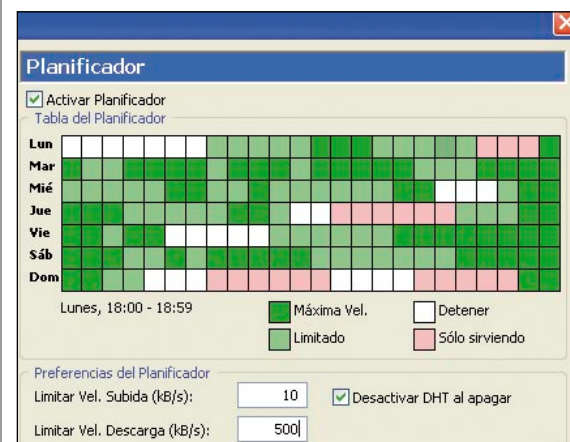 Planificador
Activar Planificador
Tabla del Planificador
Lun
Mar
Mié
Jue
Vie
Sáb
Dom
Lunes, 18:00 - 18:59
Máxima Vel.
Detener
Limitado
Sólo sirviendo
Preferencias del Planificador
Limitar Vel. Subida (kB/s): 10
Desactivar DHT al apagar
Limitar Vel. Descarga (kB/s): 500